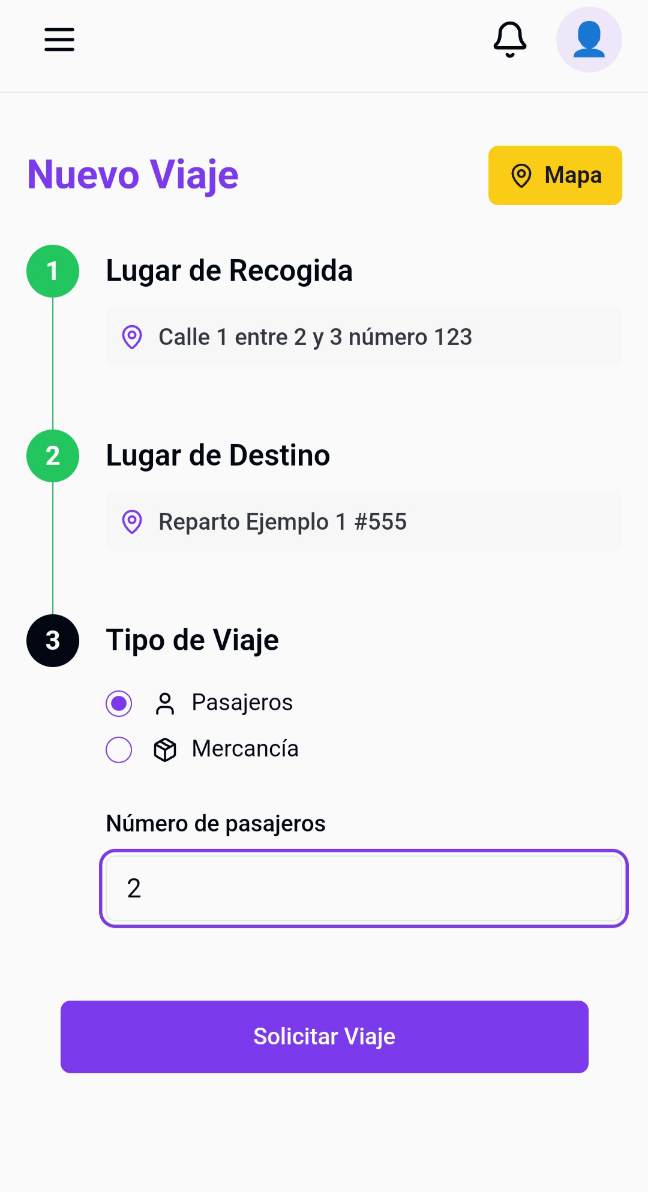 Nuevo Viaje
Mapa
1
Lugar de Recogida
Calle 1 entre 2 y 3 número 123
2
Lugar de Destino
Reparto Ejemplo 1 #555
3
Tipo de Viaje
Pasajeros
Mercancía
Número de pasajeros
2
Solicitar Viaje